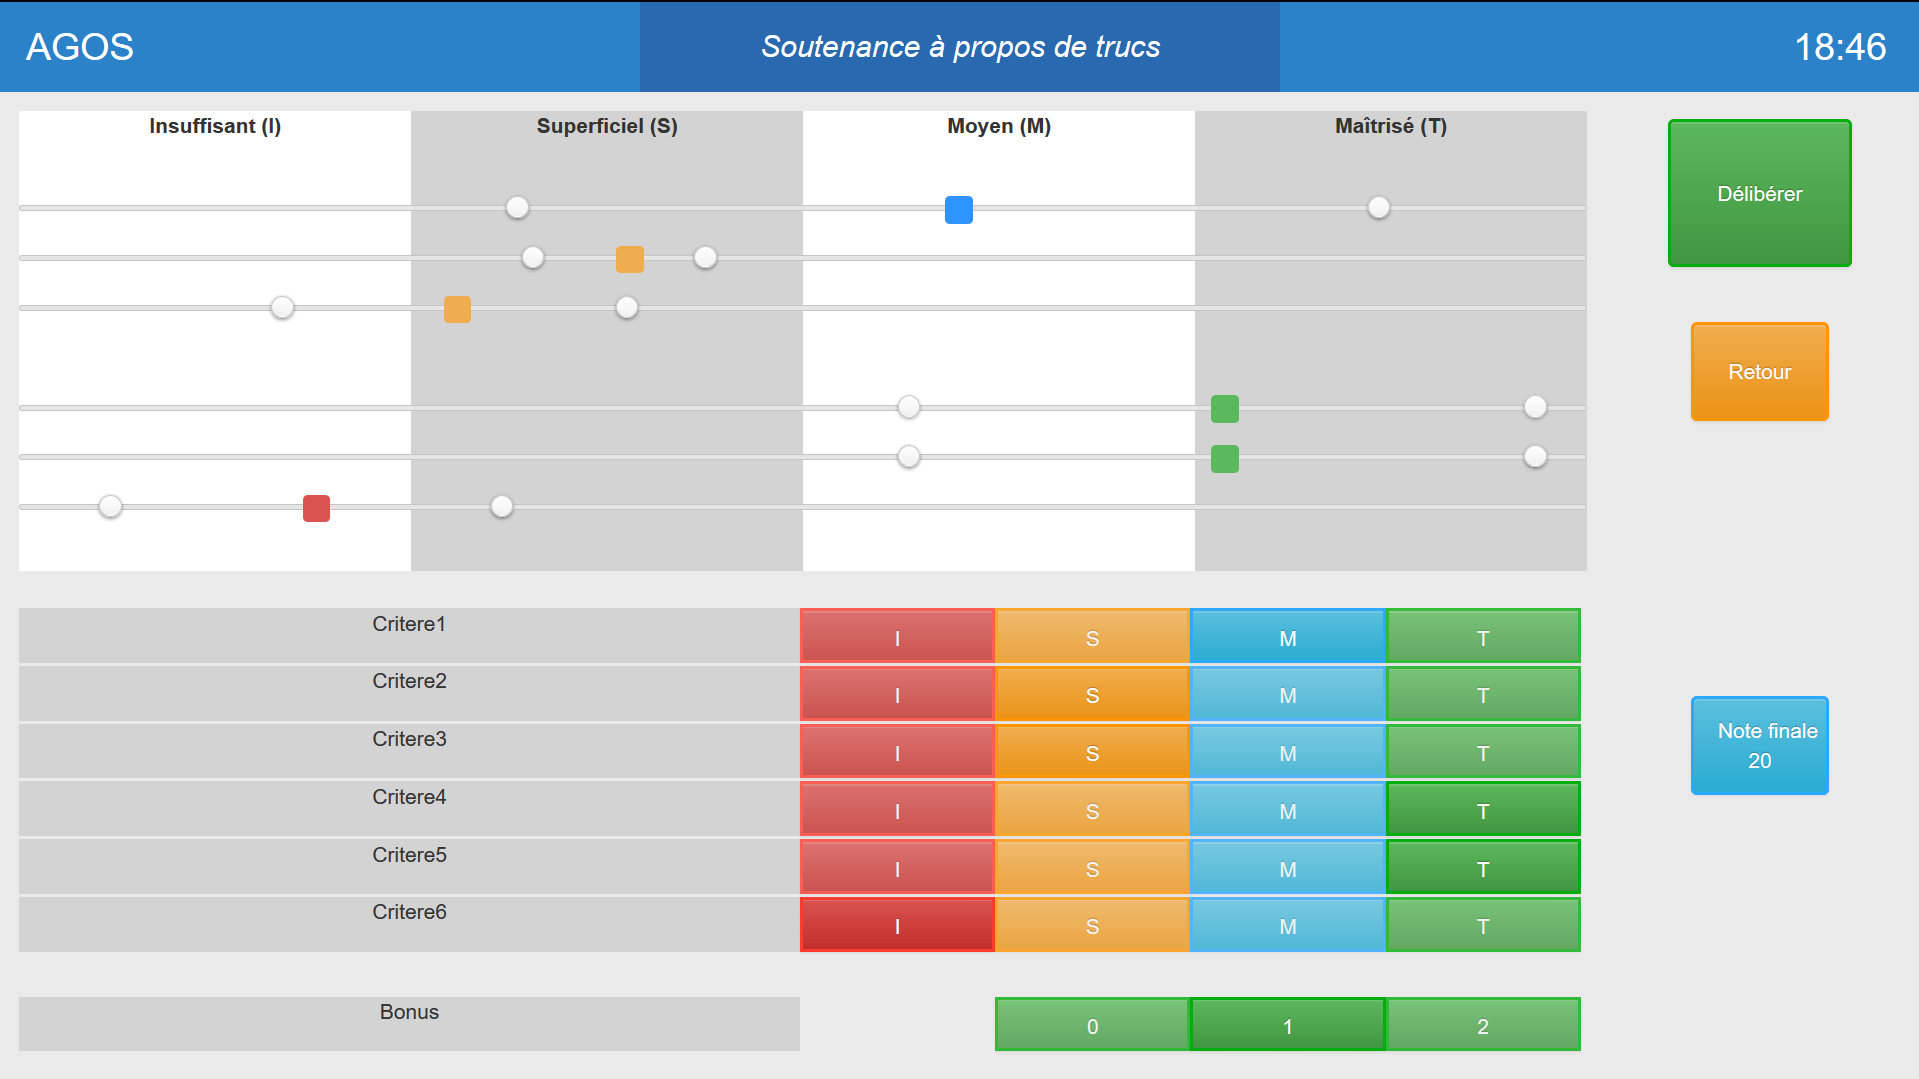 AGOS
Soutenance à propos de trucs
18:46
Insuffisant (I)
Superficiel (S)
Moyen (M)
Maîtrisé (T)
Délibérer
Retour
Critere1
I
S
M
T
Critere2
I
S
M
T
Critere3
I
S
M
T
Critere4
I
S
M
T
Critere5
I
S
M
T
Critere6
I
S
M
T
Note finale
20
Bonus
0
1
2